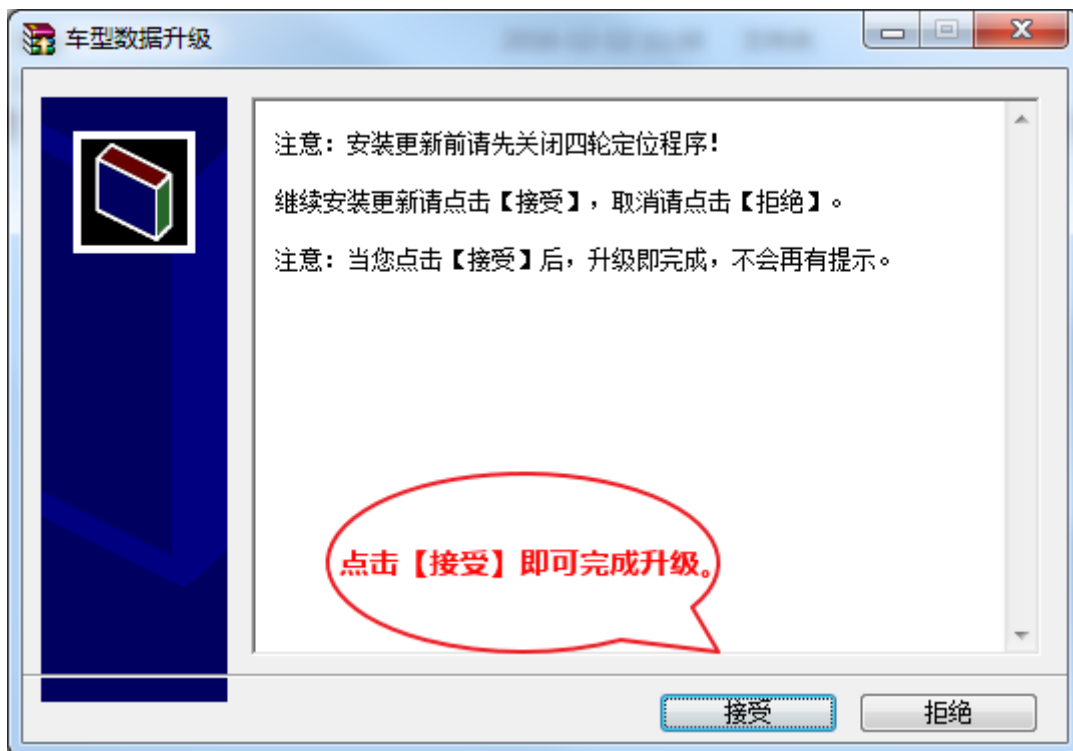 车型数据升级
注意：安装更新前请先关闭四轮定位程序！
继续安装更新请点击【接受】，取消请点击【拒绝】。
注意：当您点击【接受】后，升级即完成，不会再有提示。
点击【接受】即可完成升级。
接受
拒绝